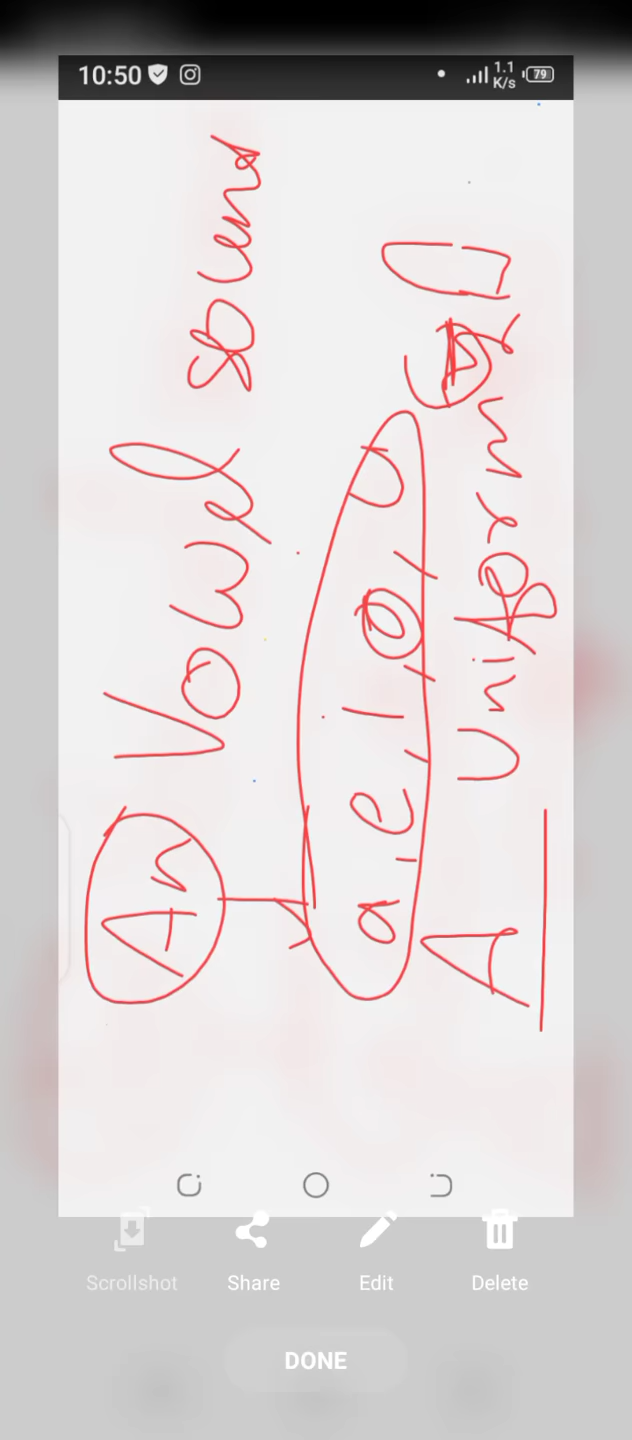 10:50 1.1 K/s 79
An Vowel sound
a, e, I, o, U
A Uniform
Scrollshot Share Edit Delete
DONE